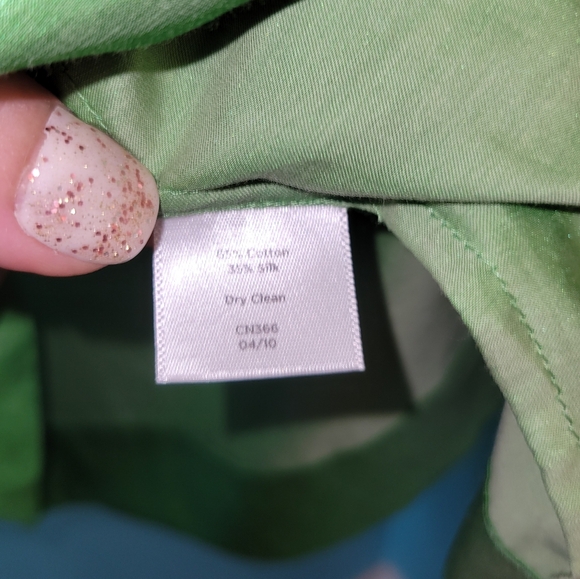 65% Cotton
35% Silk
Dry Clean
CN366
04/10